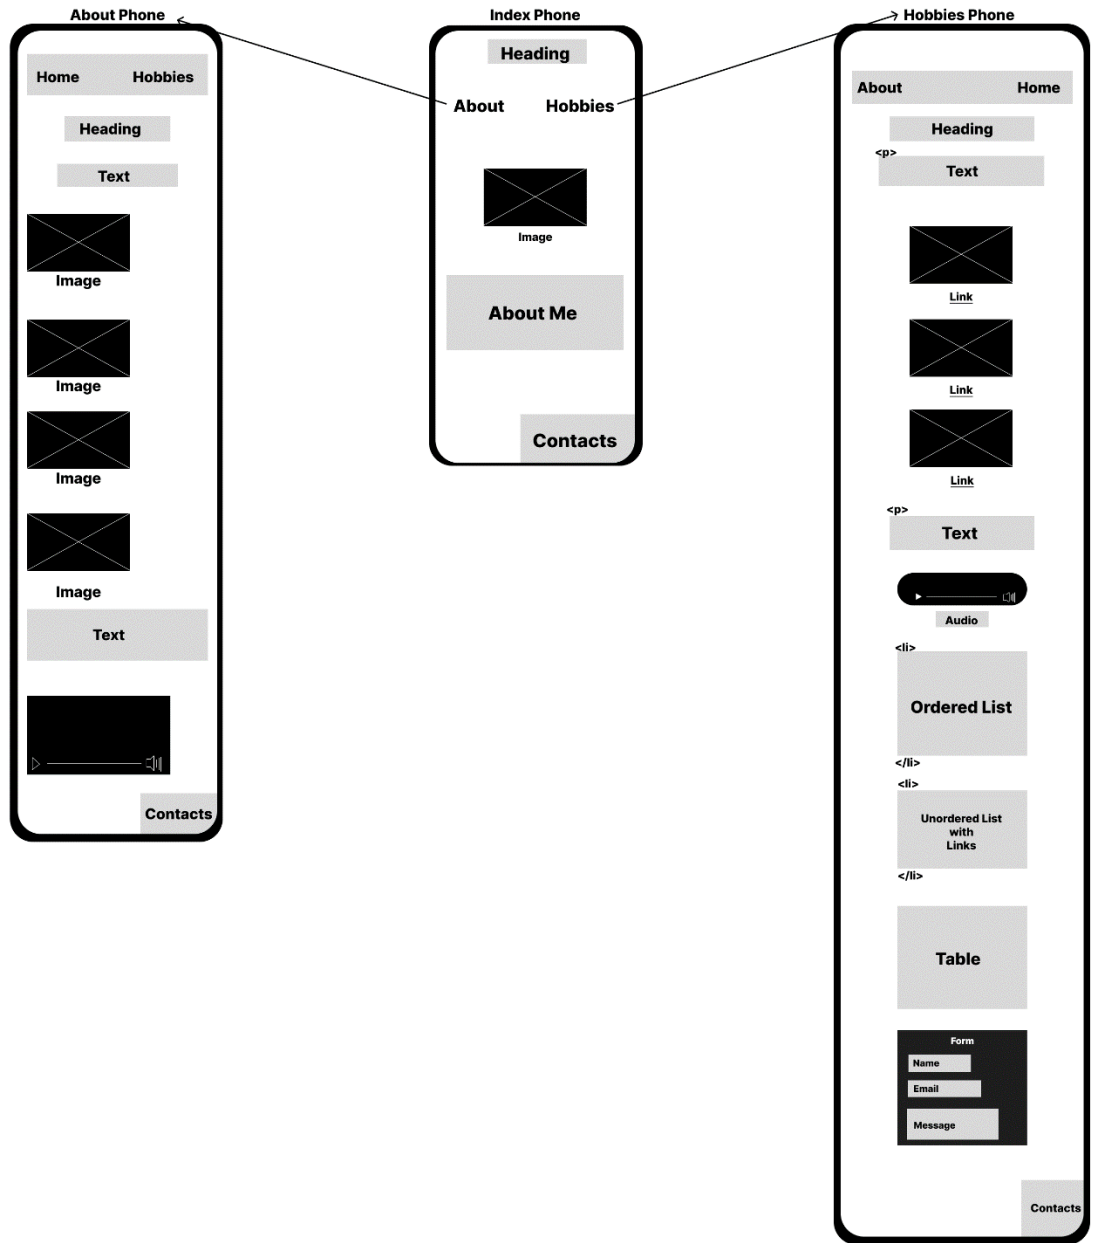 About Phone
Home Hobbies
Heading
Text
Image
Image
Image
Image
Text
Contacts
Index Phone
Heading
About Hobbies
Image
About Me
Contacts
Hobbies Phone
About Home
Heading
<p>
Text
Link
Link
Link
<p>
Text
Audio
<li>
Ordered List
</li>
<li>
Unordered List
with
Links
</li>
Table
Form
Name
Email
Message
Contacts